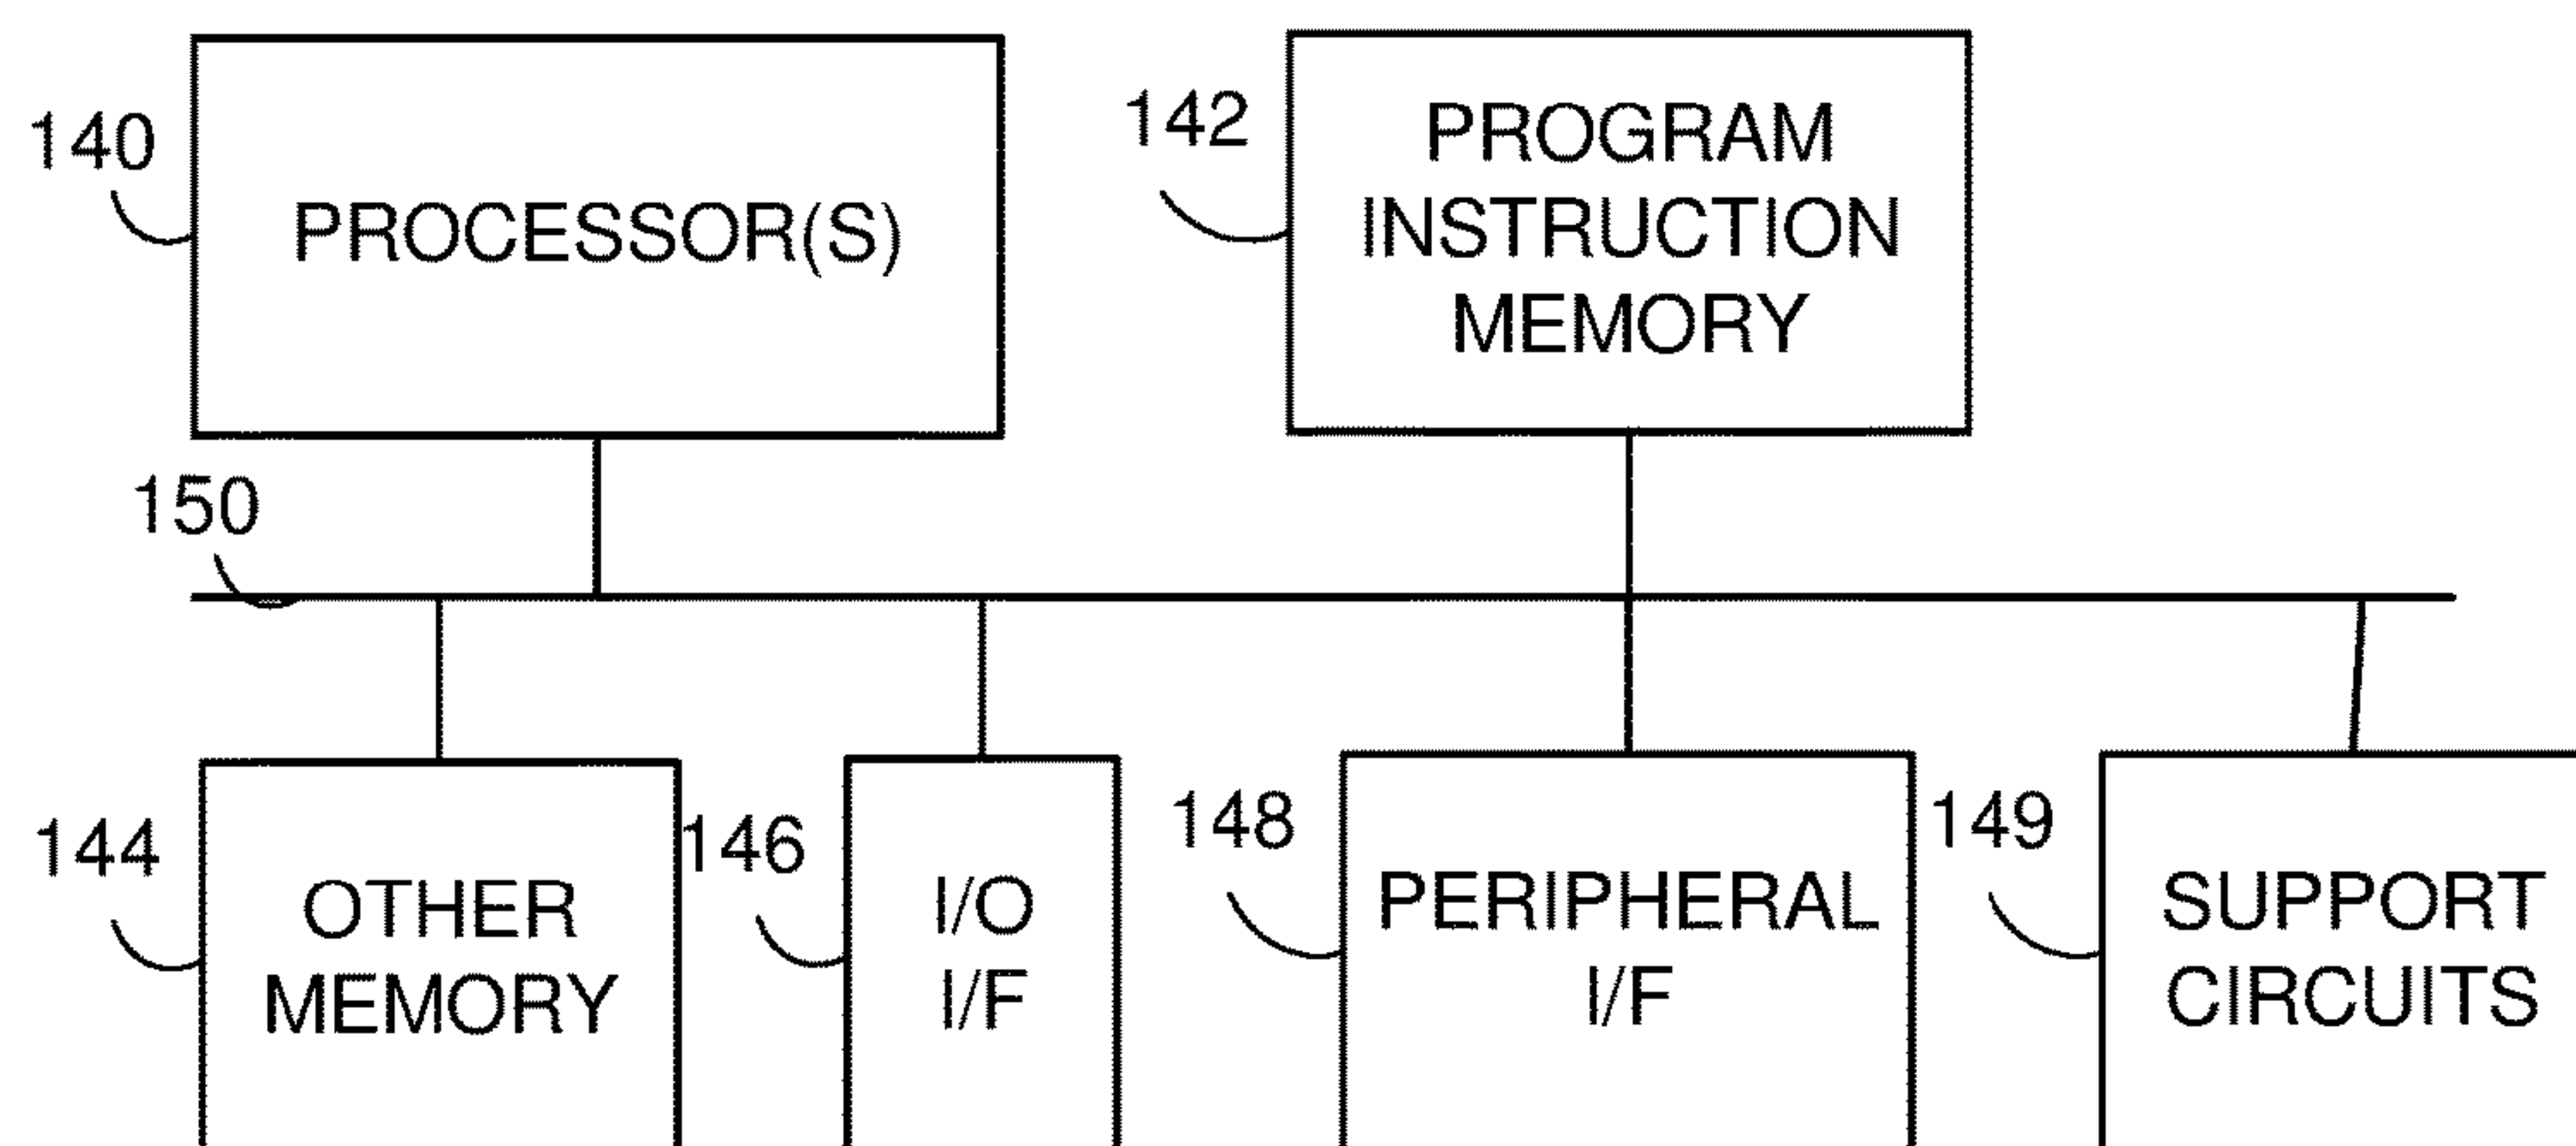 140
PROCESSOR(S)
142
PROGRAM
INSTRUCTION
MEMORY
150
144
OTHER
MEMORY
146
I/O
I/F
148
PERIPHERAL
I/F
149
SUPPORT
CIRCUITS